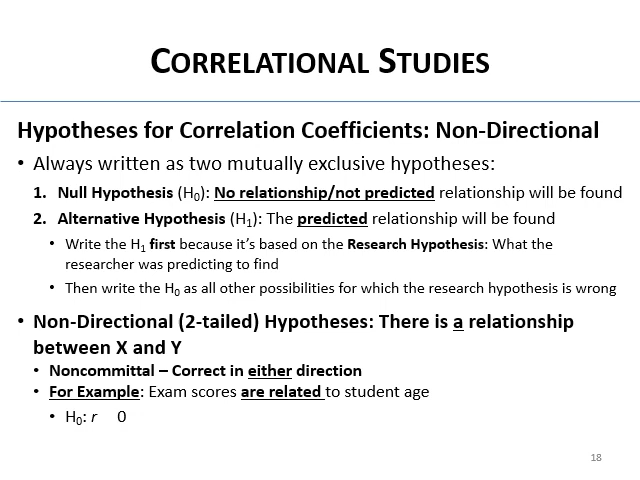 CORRELATIONAL STUDIES
Hypotheses for Correlation Coefficients: Non-Directional
• Always written as two mutually exclusive hypotheses:
1. Null Hypothesis (H₀): No relationship/not predicted relationship will be found
2. Alternative Hypothesis (H₁): The predicted relationship will be found
• Write the H₁ first because it’s based on the Research Hypothesis: What the
researcher was predicting to find
• Then write the H₀ as all other possibilities for which the research hypothesis is wrong
• Non-Directional (2-tailed) Hypotheses: There is a relationship
between X and Y
• Noncommittal – Correct in either direction
• For Example: Exam scores are related to student age
• H₀: r 0
18